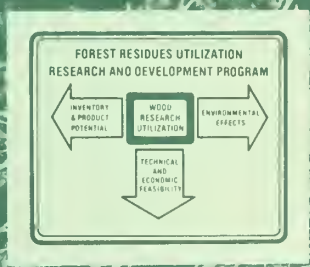 FOREST RESIDUES UTILIZATION
RESEARCH AND DEVELOPMENT PROGRAM
INVENTORY
& PRODUCT
POTENTIAL
WOOD
RESEARCH
UTILIZATION
ENVIRONMENTAL
EFFECTS
TECHNICAL
AND
ECONOMIC
FEASIBILITY